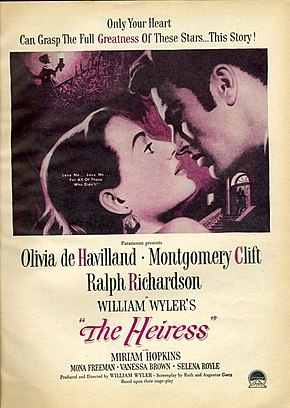 Only Your Heart
Can Grasp The Full Greatness Of These Stars...This Story!
"Love Me... Love Me...
For All Of Those
Who Didn't!"
Paramount presents
Olivia de Havilland · Montgomery Clift
Ralph Richardson
in
WILLIAM WYLER'S
"The Heiress"
with
MIRIAM HOPKINS
MONA FREEMAN · VANESSA BROWN · SELENA ROYLE
Produced and Directed by WILLIAM WYLER · Screenplay by Ruth and Augustus Goetz
Based upon their stage-play